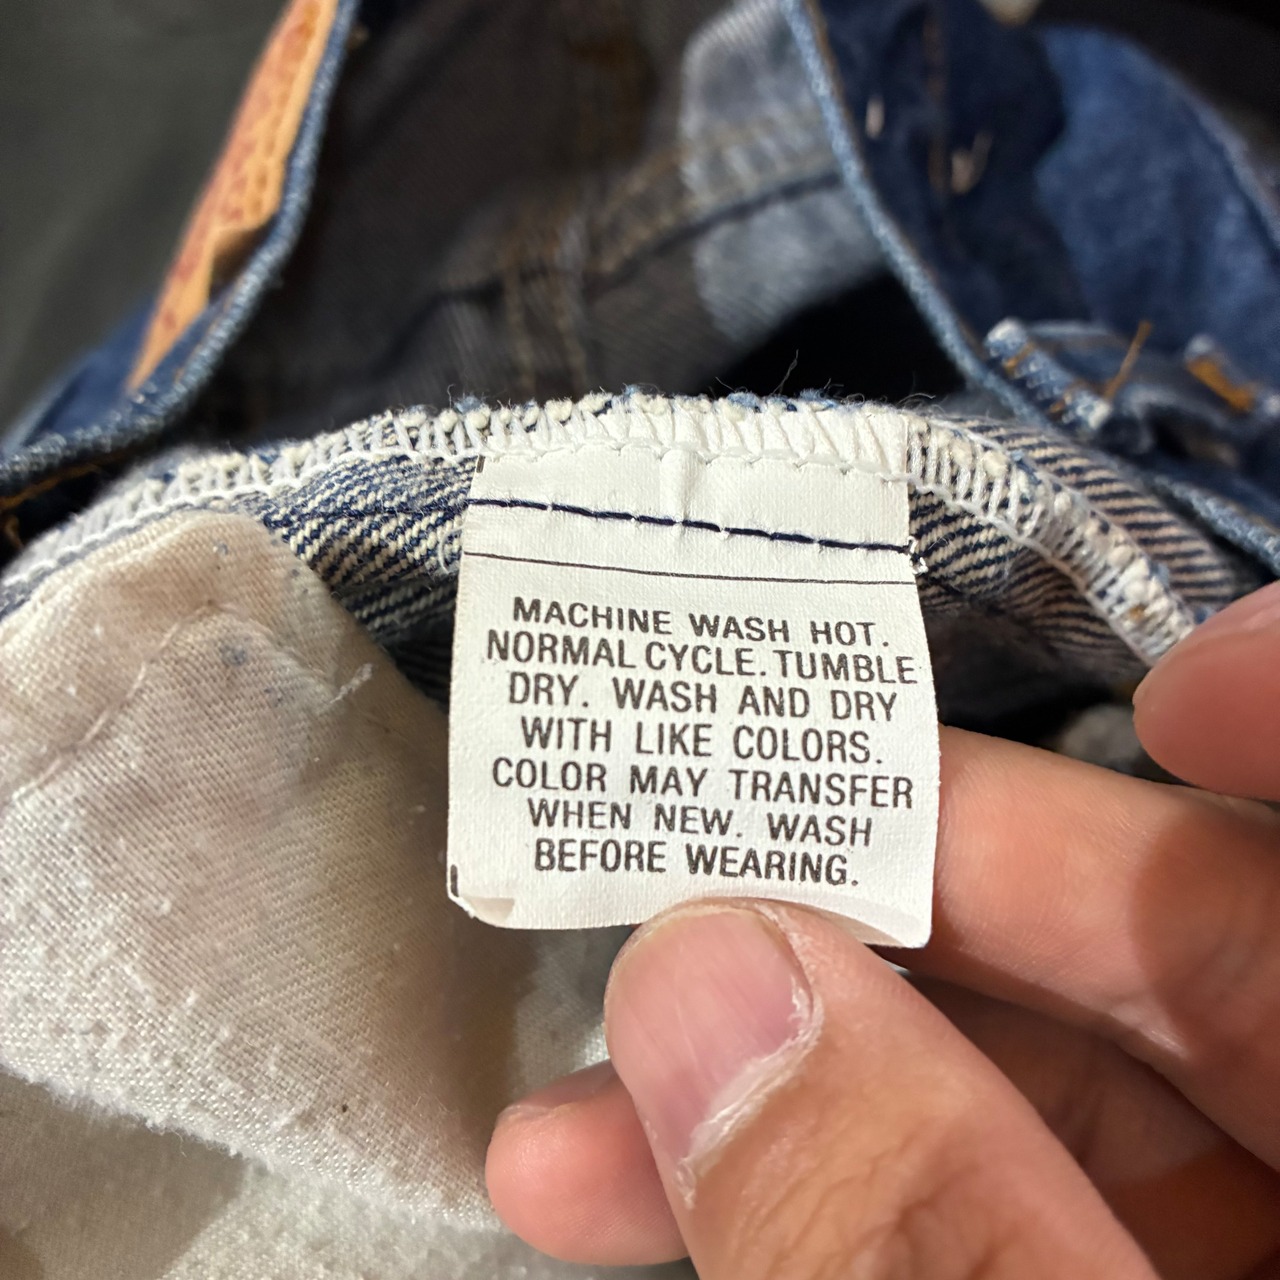 MACHINE WASH HOT.
NORMAL CYCLE. TUMBLE
DRY. WASH AND DRY
WITH LIKE COLORS.
COLOR MAY TRANSFER
WHEN NEW. WASH
BEFORE WEARING.